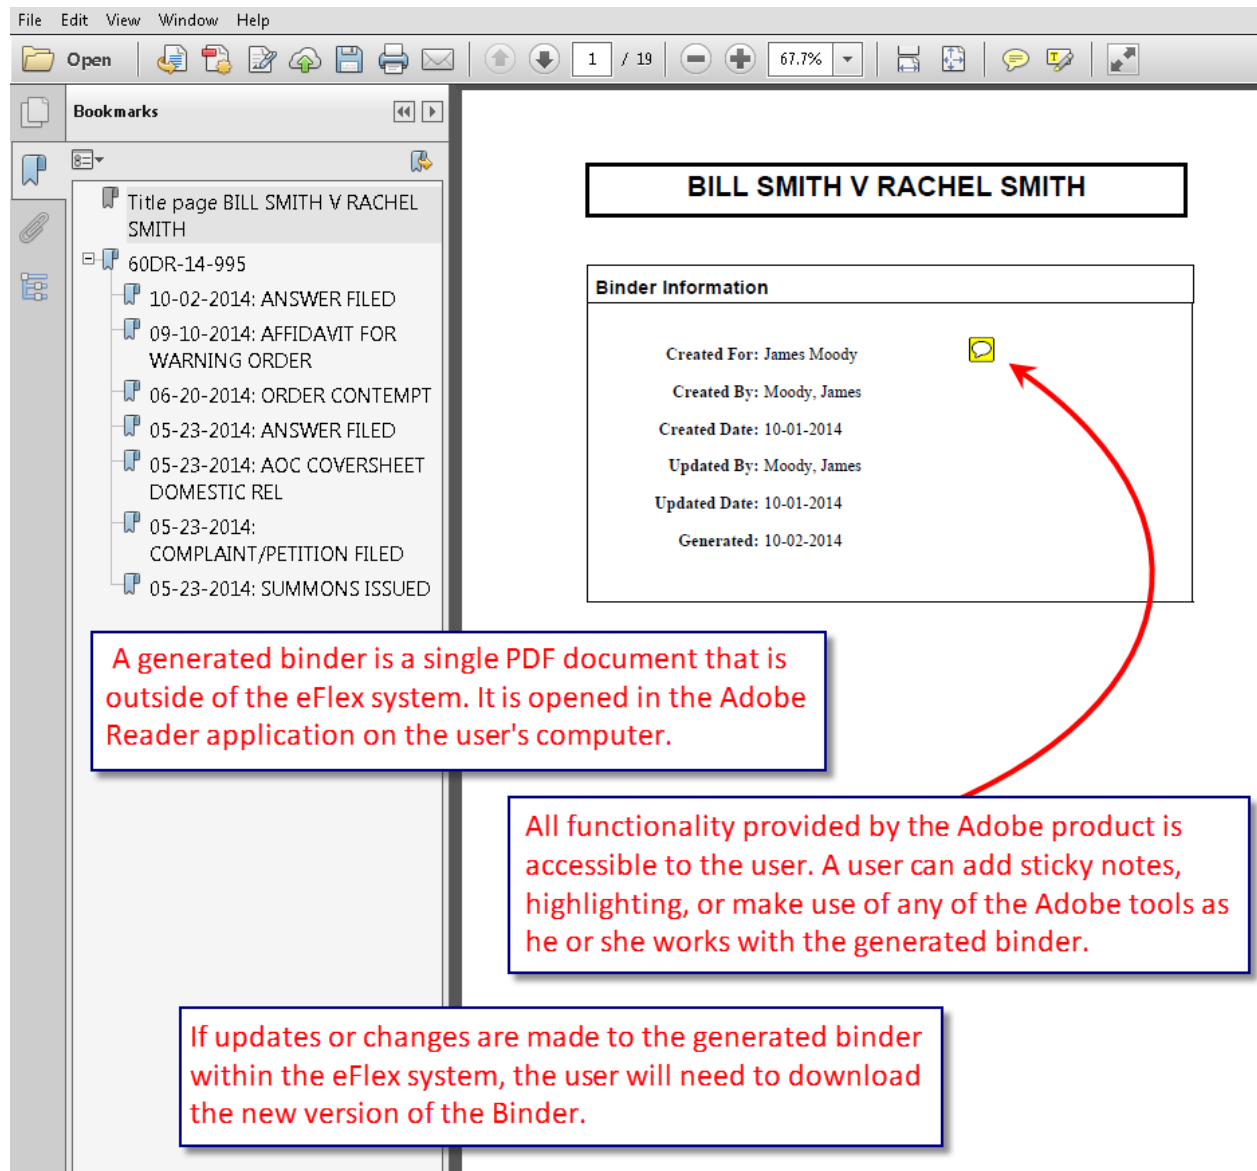 File Edit View Window Help
Open 1 / 19 67.7%
Bookmarks
Title page BILL SMITH V RACHEL
SMITH
60DR-14-995
10-02-2014: ANSWER FILED
09-10-2014: AFFIDAVIT FOR
WARNING ORDER
06-20-2014: ORDER CONTEMPT
05-23-2014: ANSWER FILED
05-23-2014: AOC COVERSHEET
DOMESTIC REL
05-23-2014:
COMPLAINT/PETITION FILED
05-23-2014: SUMMONS ISSUED
BILL SMITH V RACHEL SMITH
Binder Information
Created For: James Moody
Created By: Moody, James
Created Date: 10-01-2014
Updated By: Moody, James
Updated Date: 10-01-2014
Generated: 10-02-2014
A generated binder is a single PDF document that is
outside of the eFlex system. It is opened in the Adobe
Reader application on the user's computer.
All functionality provided by the Adobe product is
accessible to the user. A user can add sticky notes,
highlighting, or make use of any of the Adobe tools as
he or she works with the generated binder.
If updates or changes are made to the generated binder
within the eFlex system, the user will need to download
the new version of the Binder.